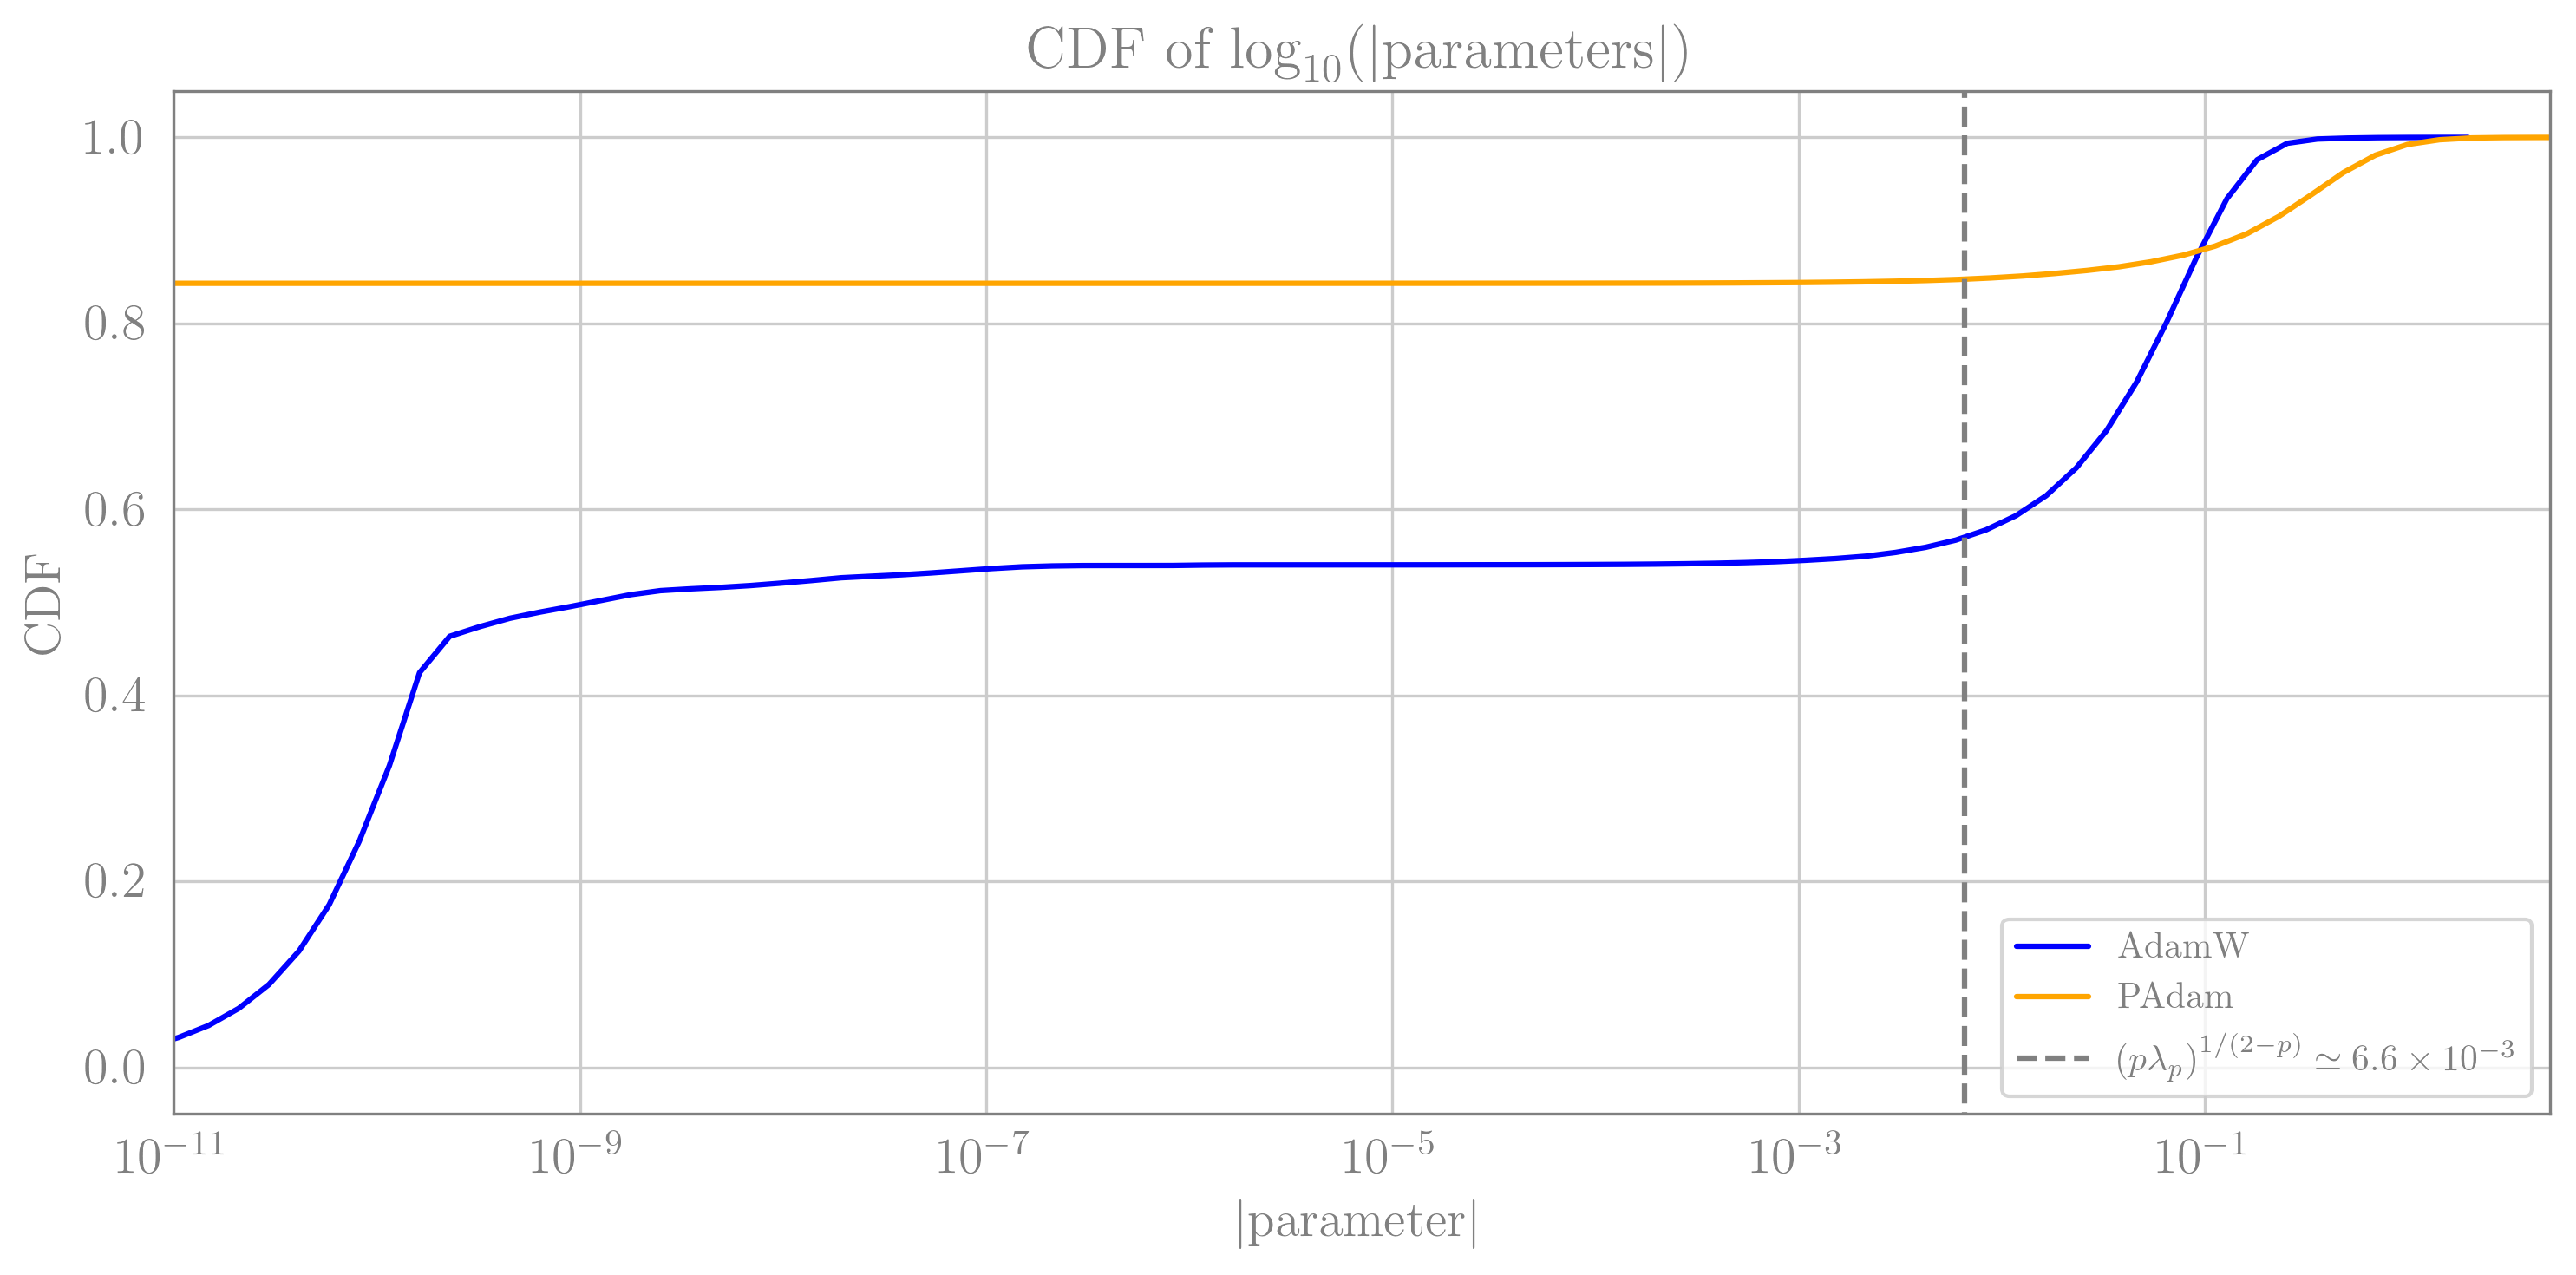 CDF of log₁₀(|parameters|)
CDF
1.0
0.8
0.6
0.4
0.2
0.0
AdamW
PAdam
(pλₚ)^{1/(2−p)} ≃ 6.6 × 10⁻³
10⁻¹¹
10⁻⁹
10⁻⁷
10⁻⁵
10⁻³
10⁻¹
|parameter|